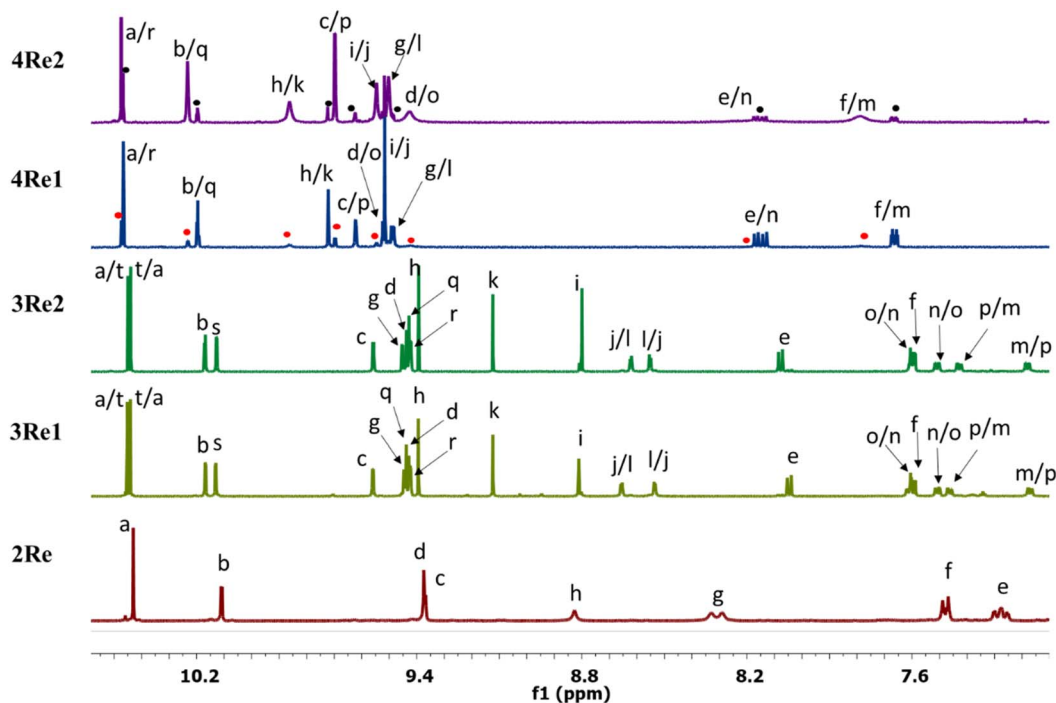 4Re2
a/r
b/q
h/k
c/p
i/j
g/l
d/o
e/n
f/m
4Re1
a/r
b/q
h/k
c/p
d/o
i/j
g/l
e/n
f/m
3Re2
a/t
t/a
b
s
c
g
d
q
h
r
k
i
j/l
l/j
e
o/n
f
n/o
p/m
m/p
3Re1
a/t
t/a
b
s
c
g
q
d
h
r
k
i
j/l
l/j
e
o/n
f
n/o
p/m
m/p
2Re
a
b
d
c
h
g
f
e
10.2 9.4 8.8 8.2 7.6
f1 (ppm)